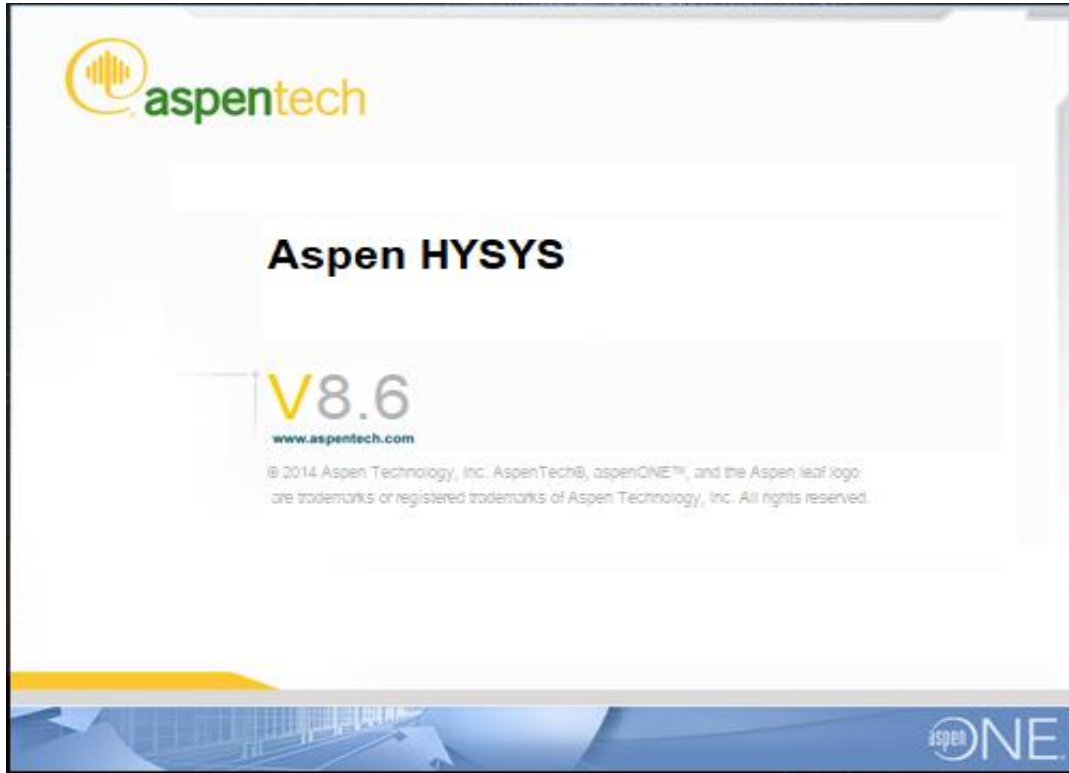 aspentech
Aspen HYSYS
V8.6
www.aspentech.com
© 2014 Aspen Technology, Inc. AspenTech®, aspenONE™, and the Aspen leaf logo
are trademarks or registered trademarks of Aspen Technology, Inc. All rights reserved.
aspen ONE